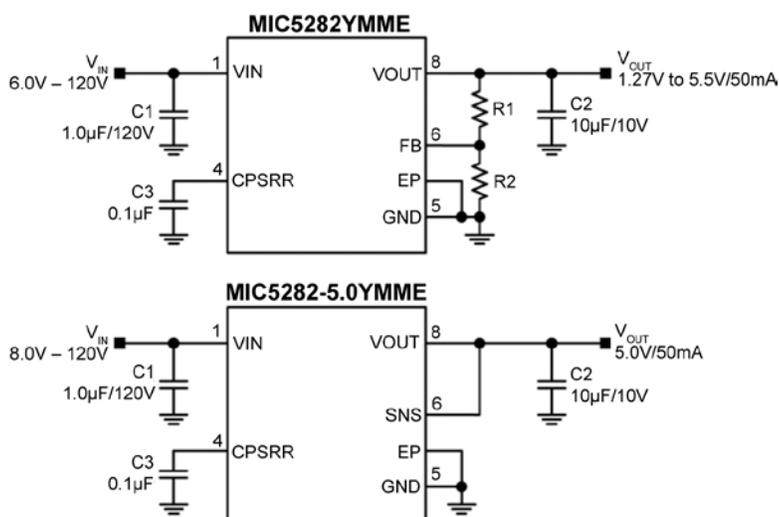 MIC5282YMME
VIN
6.0V – 120V
1
VIN
VOUT
8
VOUT
1.27V to 5.5V/50mA
C1
1.0µF/120V
R1
C2
10µF/10V
FB
6
4
CPSRR
EP
R2
C3
0.1µF
GND
5
MIC5282-5.0YMME
VIN
8.0V – 120V
1
VIN
VOUT
8
VOUT
5.0V/50mA
C1
1.0µF/120V
C2
10µF/10V
SNS
6
4
CPSRR
EP
C3
0.1µF
GND
5